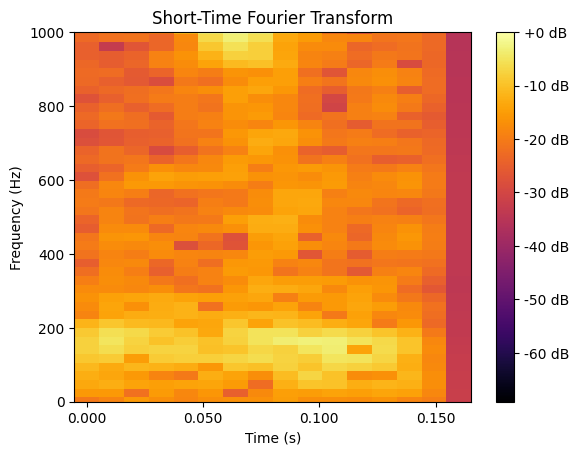 Short-Time Fourier Transform
1000
800
600
400
200
0
Frequency (Hz)
0.000
0.050
0.100
0.150
Time (s)
+0 dB
-10 dB
-20 dB
-30 dB
-40 dB
-50 dB
-60 dB